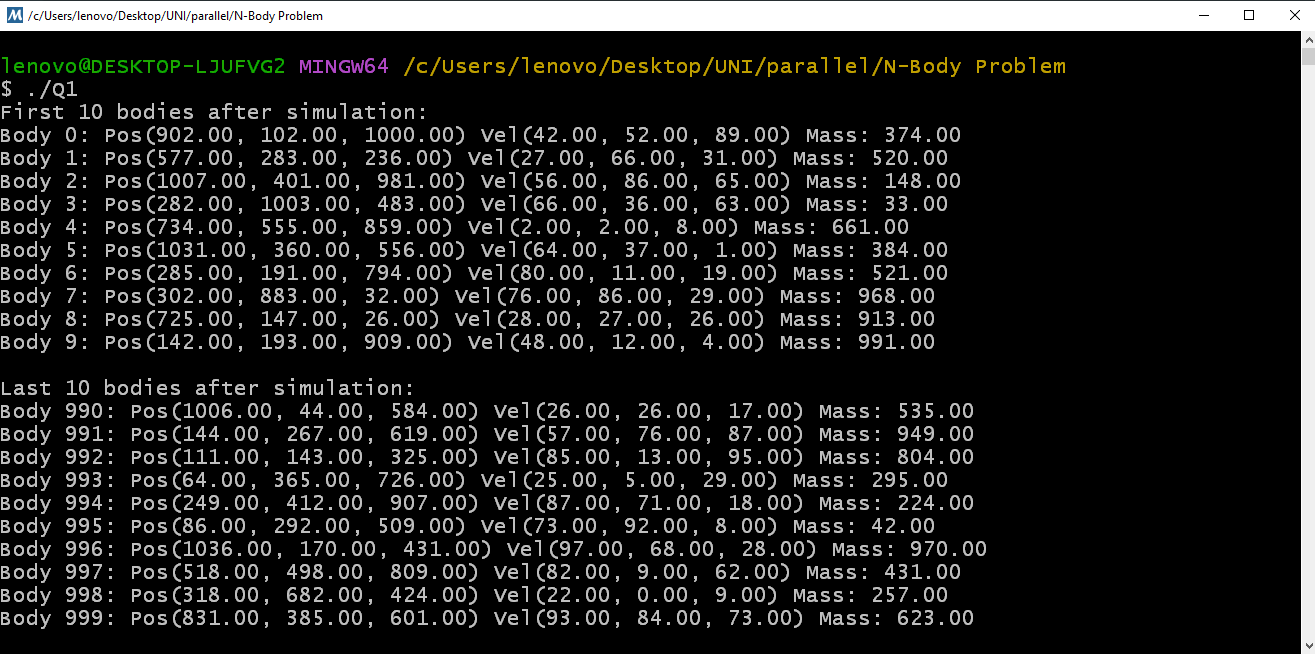 /c/Users/lenovo/Desktop/UNI/parallel/N-Body Problem
lenovo@DESKTOP-LJUFVG2 MINGW64 /c/Users/lenovo/Desktop/UNI/parallel/N-Body Problem
$ ./Q1
First 10 bodies after simulation:
Body 0: Pos(902.00, 102.00, 1000.00) Vel(42.00, 52.00, 89.00) Mass: 374.00
Body 1: Pos(577.00, 283.00, 236.00) Vel(27.00, 66.00, 31.00) Mass: 520.00
Body 2: Pos(1007.00, 401.00, 981.00) Vel(56.00, 86.00, 65.00) Mass: 148.00
Body 3: Pos(282.00, 1003.00, 483.00) Vel(66.00, 36.00, 63.00) Mass: 33.00
Body 4: Pos(734.00, 555.00, 859.00) Vel(2.00, 2.00, 8.00) Mass: 661.00
Body 5: Pos(1031.00, 360.00, 556.00) Vel(64.00, 37.00, 1.00) Mass: 384.00
Body 6: Pos(285.00, 191.00, 794.00) Vel(80.00, 11.00, 19.00) Mass: 521.00
Body 7: Pos(302.00, 883.00, 32.00) Vel(76.00, 86.00, 29.00) Mass: 968.00
Body 8: Pos(725.00, 147.00, 26.00) Vel(28.00, 27.00, 26.00) Mass: 913.00
Body 9: Pos(142.00, 193.00, 909.00) Vel(48.00, 12.00, 4.00) Mass: 991.00
Last 10 bodies after simulation:
Body 990: Pos(1006.00, 44.00, 584.00) Vel(26.00, 26.00, 17.00) Mass: 535.00
Body 991: Pos(144.00, 267.00, 619.00) Vel(57.00, 76.00, 87.00) Mass: 949.00
Body 992: Pos(111.00, 143.00, 325.00) Vel(85.00, 13.00, 95.00) Mass: 804.00
Body 993: Pos(64.00, 365.00, 726.00) Vel(25.00, 5.00, 29.00) Mass: 295.00
Body 994: Pos(249.00, 412.00, 907.00) Vel(87.00, 71.00, 18.00) Mass: 224.00
Body 995: Pos(86.00, 292.00, 509.00) Vel(73.00, 92.00, 8.00) Mass: 42.00
Body 996: Pos(1036.00, 170.00, 431.00) Vel(97.00, 68.00, 28.00) Mass: 970.00
Body 997: Pos(518.00, 498.00, 809.00) Vel(82.00, 9.00, 62.00) Mass: 431.00
Body 998: Pos(318.00, 682.00, 424.00) Vel(22.00, 0.00, 9.00) Mass: 257.00
Body 999: Pos(831.00, 385.00, 601.00) Vel(93.00, 84.00, 73.00) Mass: 623.00